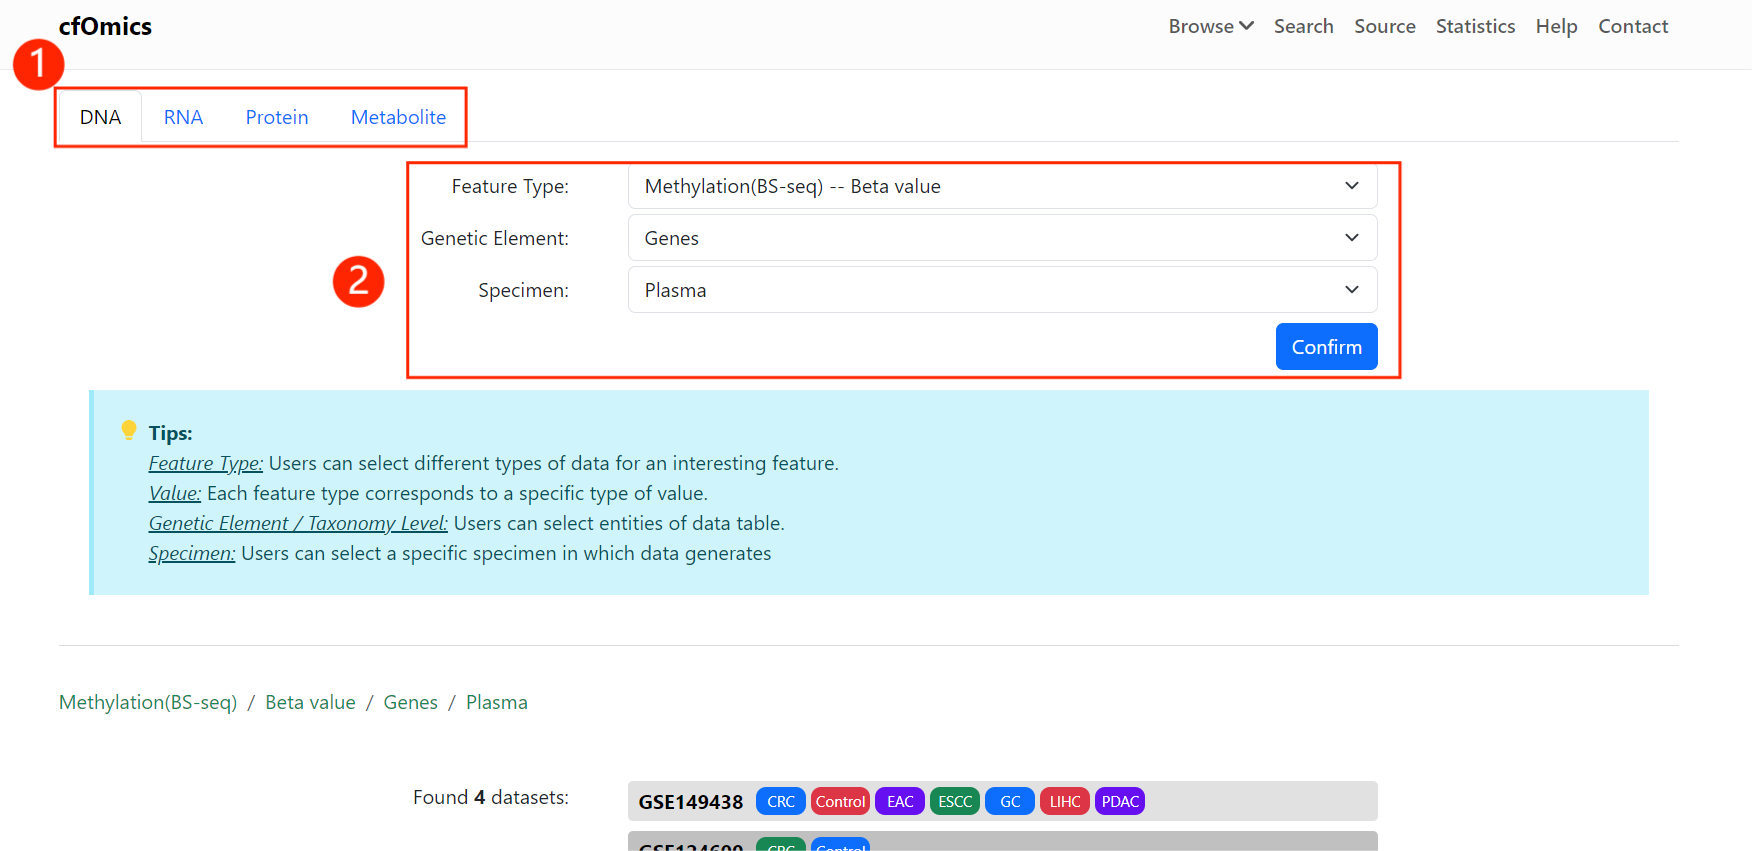 cfOmics
Browse Search Source Statistics Help Contact
1
DNA RNA Protein Metabolite
2
Feature Type: Methylation(BS-seq) -- Beta value
Genetic Element: Genes
Specimen: Plasma
Confirm
Tips:
Feature Type: Users can select different types of data for an interesting feature.
Value: Each feature type corresponds to a specific type of value.
Genetic Element / Taxonomy Level: Users can select entities of data table.
Specimen: Users can select a specific specimen in which data generates
Methylation(BS-seq) / Beta value / Genes / Plasma
Found 4 datasets: GSE149438 CRC Control EAC ESCC GC LIHC PDAC
Control